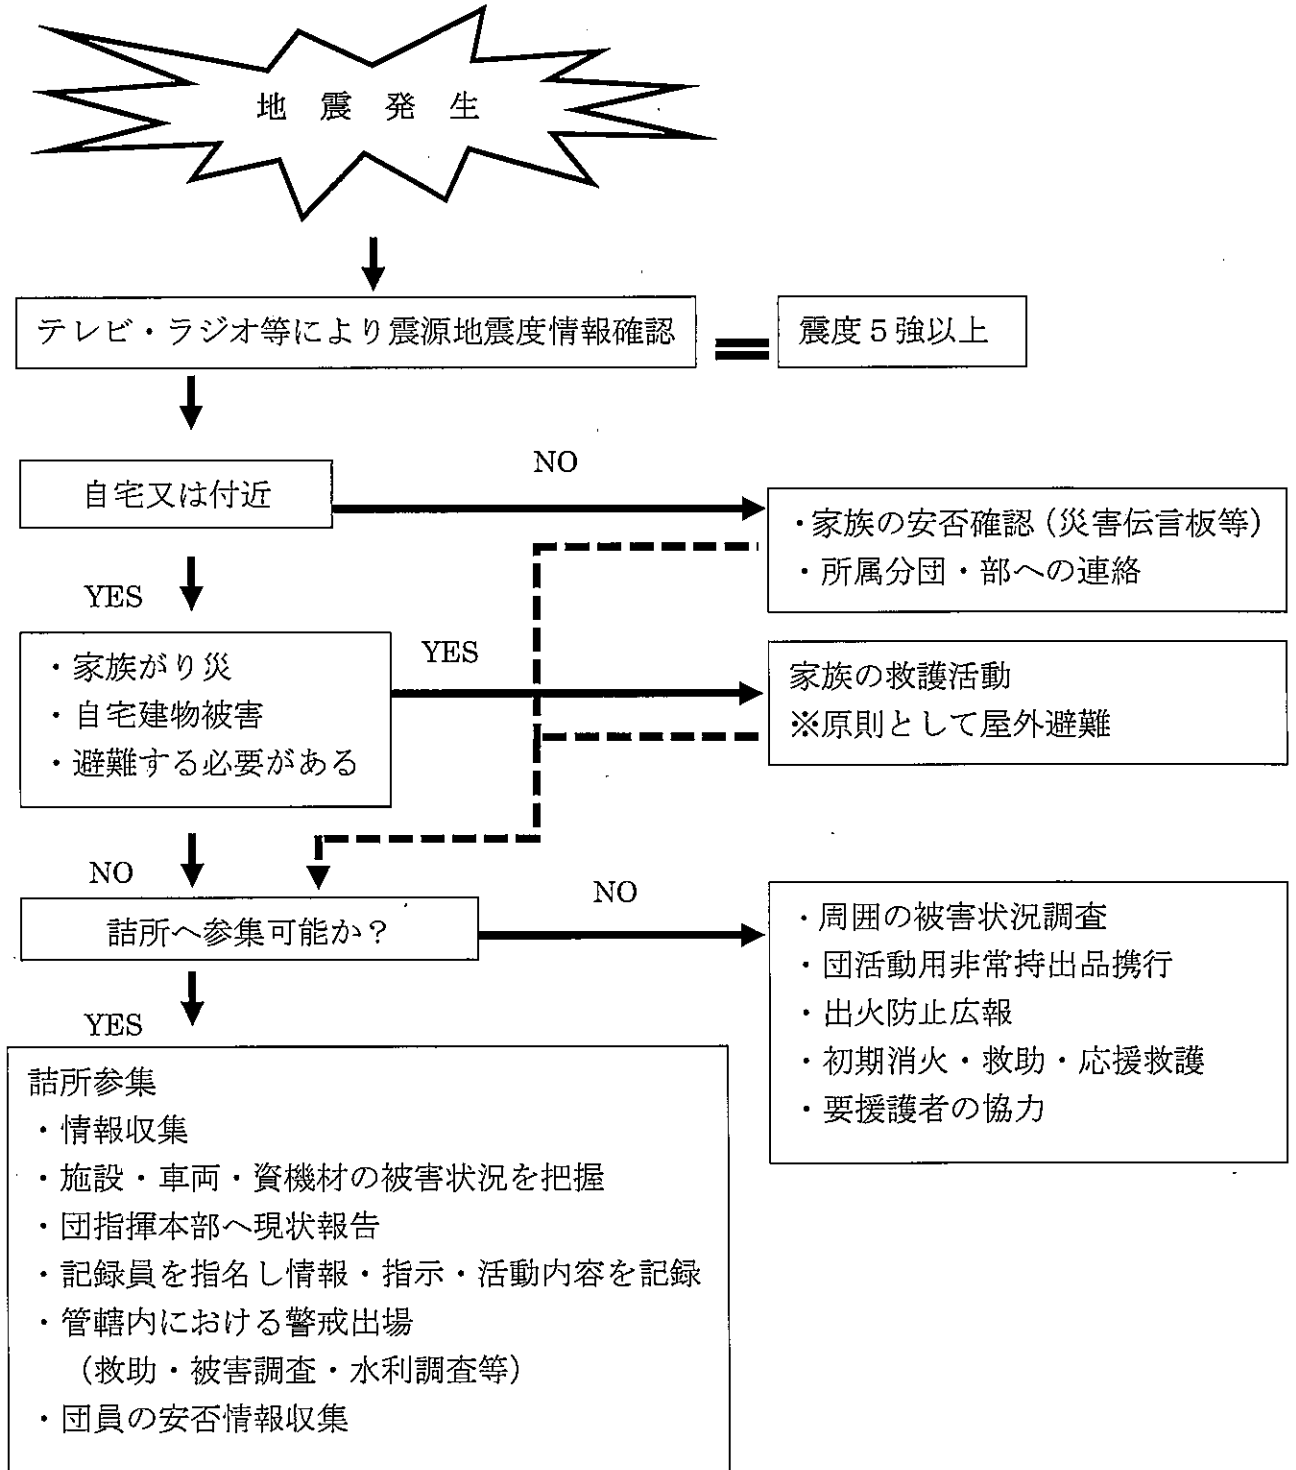 地 震 発 生
テレビ・ラジオ等により震源地震度情報確認
震度５強以上
自宅又は付近
NO
・家族の安否確認（災害伝言板等）
・所属分団・部への連絡
YES
・家族がり災
・自宅建物被害
・避難する必要がある
YES
家族の救護活動
※原則として屋外避難
NO
詰所へ参集可能か？
NO
・周囲の被害状況調査
・団活動用非常持出品携行
・出火防止広報
・初期消火・救助・応援救護
・要援護者の協力
YES
詰所参集
・情報収集
・施設・車両・資機材の被害状況を把握
・団指揮本部へ現状報告
・記録員を指名し情報・指示・活動内容を記録
・管轄内における警戒出場
（救助・被害調査・水利調査等）
・団員の安否情報収集